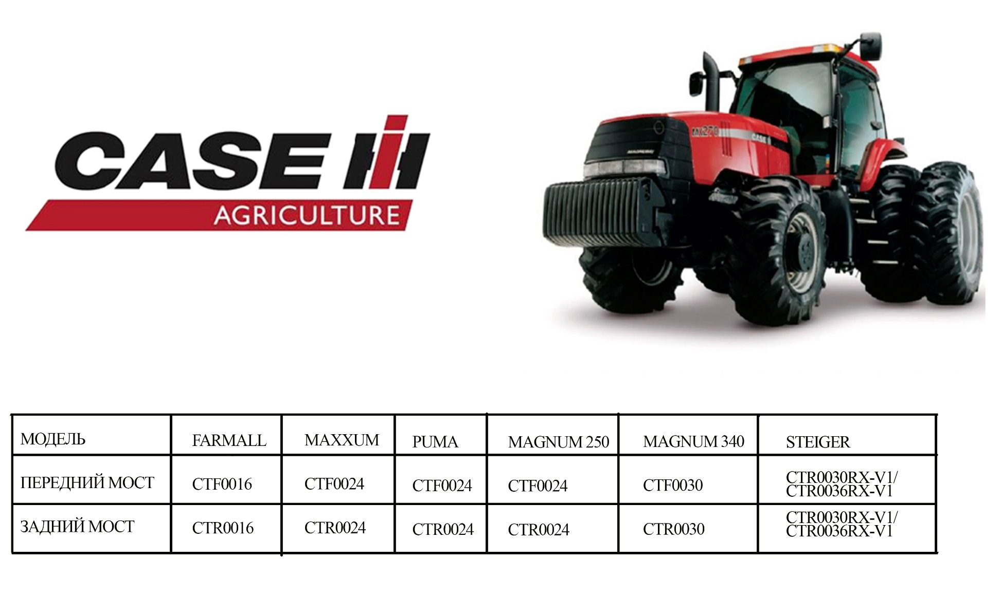 CASE IH
AGRICULTURE
MX270
CASE
MAGNUM
МОДЕЛЬ FARMALL MAXXUM PUMA MAGNUM 250 MAGNUM 340 STEIGER
ПЕРЕДНИЙ МОСТ CTF0016 CTF0024 CTF0024 CTF0024 CTF0030 CTR0030RX-V1/
CTR0036RX-V1
ЗАДНИЙ МОСТ CTR0016 CTR0024 CTR0024 CTR0024 CTR0030 CTR0030RX-V1/
CTR0036RX-V1